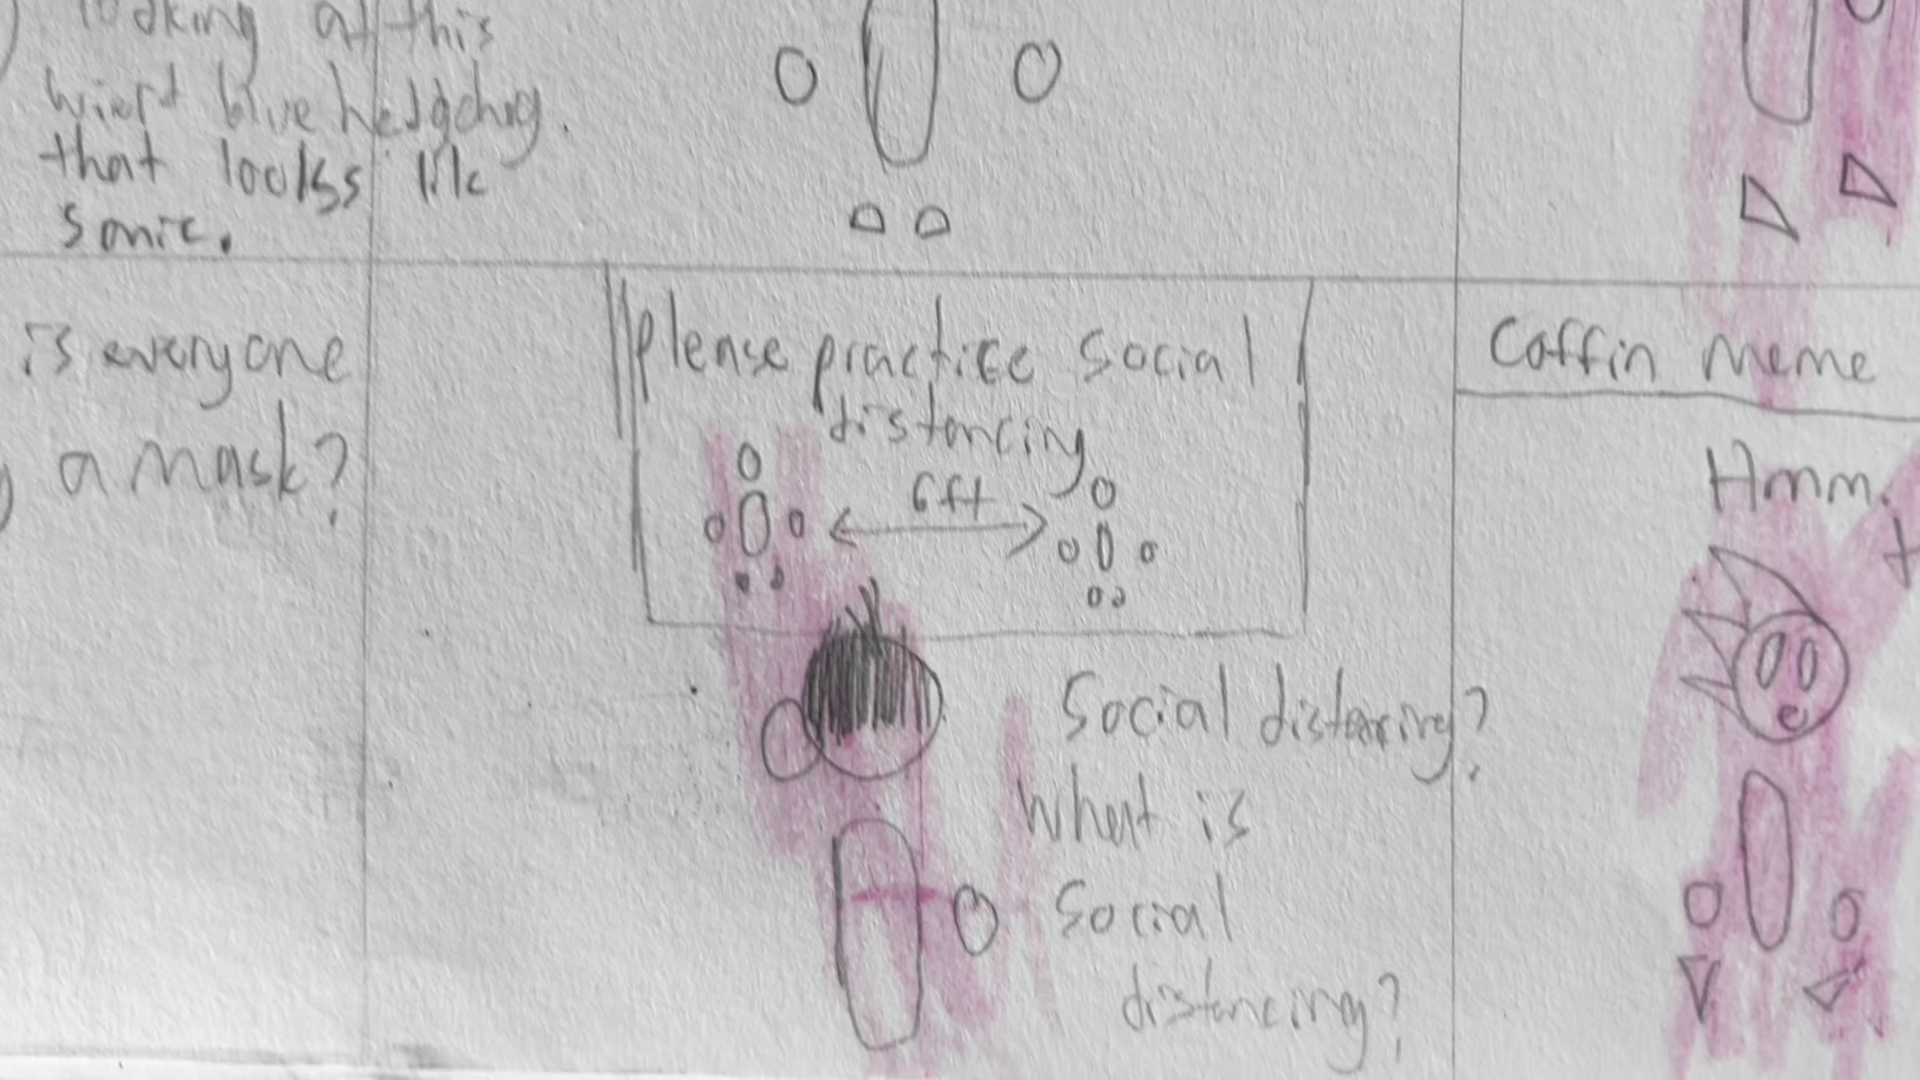 looking at this
wierd blue hedgehog.
that lookss like
sonic.
is everyone
a mask?
Please practice social
distancing
6ft
Social distancing?
What is
Social
distancing?
Coffin meme
Hmm.